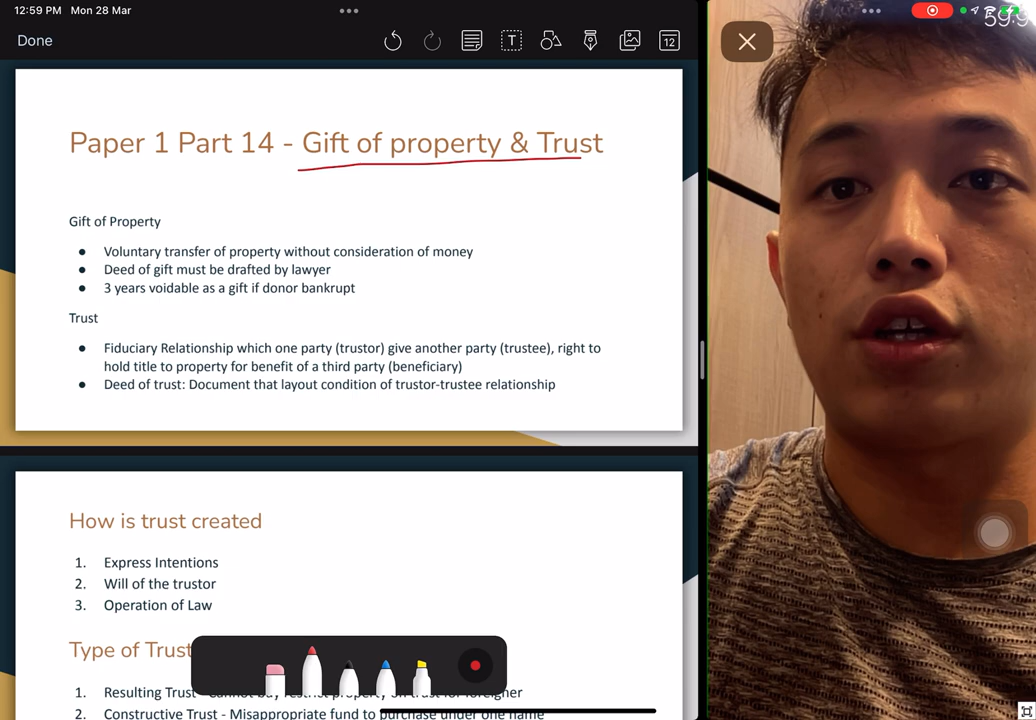 12:59 PM Mon 28 Mar
Done
T
12
Paper 1 Part 14 - Gift of property & Trust
Gift of Property
● Voluntary transfer of property without consideration of money
● Deed of gift must be drafted by lawyer
● 3 years voidable as a gift if donor bankrupt
Trust
● Fiduciary Relationship which one party (trustor) give another party (trustee), right to
hold title to property for benefit of a third party (beneficiary)
● Deed of trust: Document that layout condition of trustor-trustee relationship
How is trust created
1. Express Intentions
2. Will of the trustor
3. Operation of Law
Type of Trust
1. Resulting Trust - Cannot buy restrict property on trust for foreigner
2. Constructive Trust - Misappropriate fund to purchase under one name